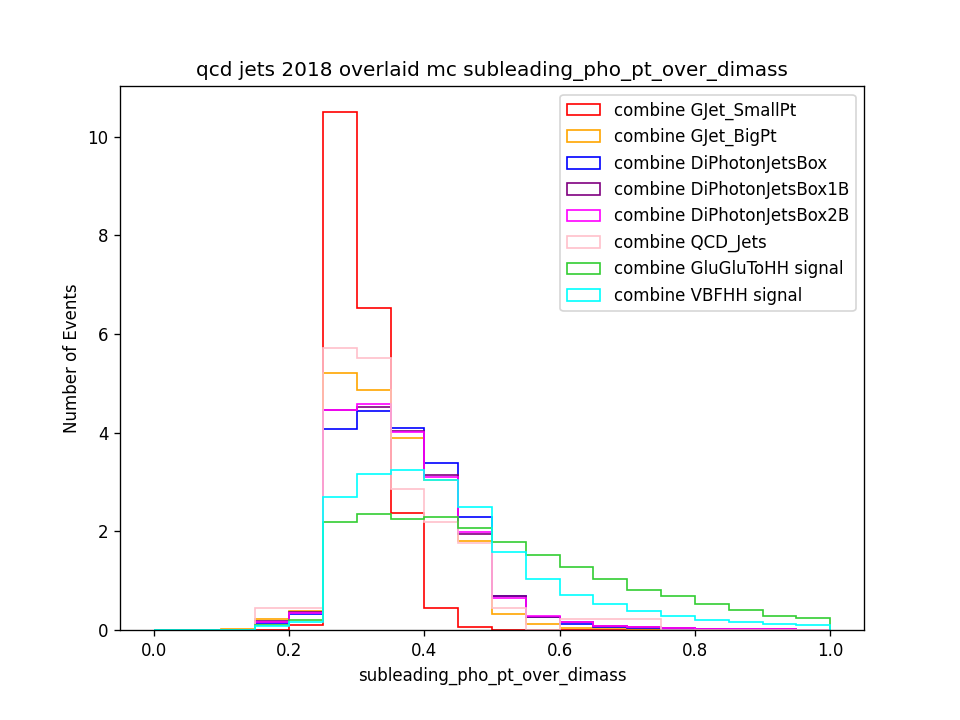 qcd jets 2018 overlaid mc subleading_pho_pt_over_dimass
combine GJet_SmallPt
combine GJet_BigPt
combine DiPhotonJetsBox
combine DiPhotonJetsBox1B
combine DiPhotonJetsBox2B
combine QCD_Jets
combine GluGluToHH signal
combine VBFHH signal
Number of Events
10
8
6
4
2
0
0.0 0.2 0.4 0.6 0.8 1.0
subleading_pho_pt_over_dimass